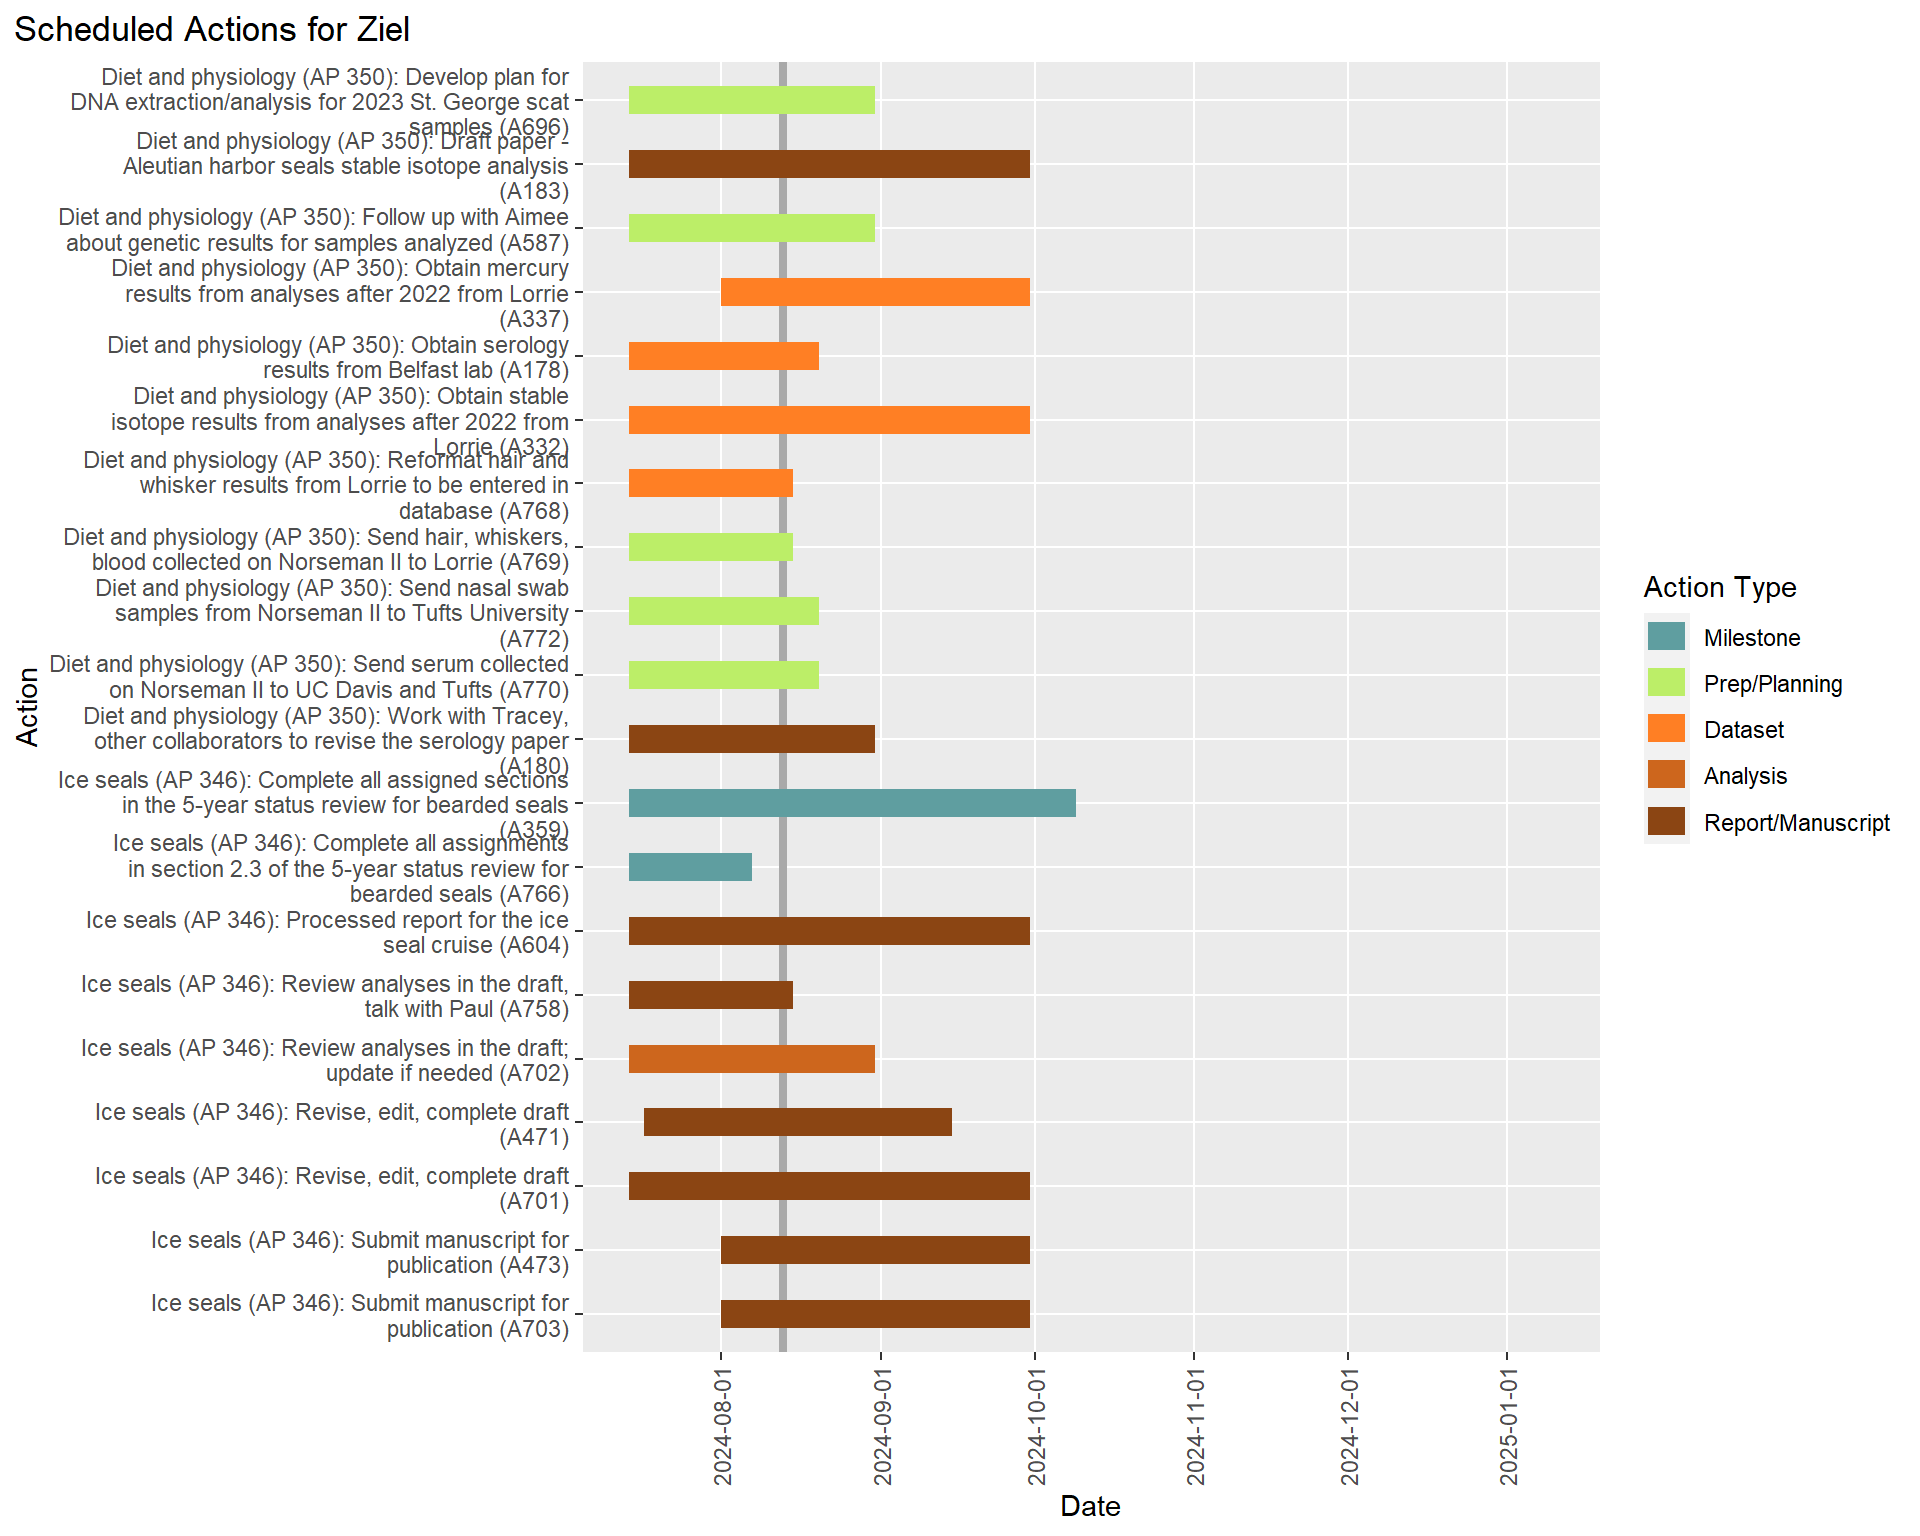 Scheduled Actions for Ziel
Diet and physiology (AP 350): Develop plan for
DNA extraction/analysis for 2023 St. George scat
samples (A696)
Diet and physiology (AP 350): Draft paper -
Aleutian harbor seals stable isotope analysis
(A183)
Diet and physiology (AP 350): Follow up with Aimee
about genetic results for samples analyzed (A587)
Diet and physiology (AP 350): Obtain mercury
results from analyses after 2022 from Lorrie
(A337)
Diet and physiology (AP 350): Obtain serology
results from Belfast lab (A178)
Diet and physiology (AP 350): Obtain stable
isotope results from analyses after 2022 from
Lorrie (A332)
Diet and physiology (AP 350): Reformat hair and
whisker results from Lorrie to be entered in
database (A768)
Diet and physiology (AP 350): Send hair, whiskers,
blood collected on Norseman II to Lorrie (A769)
Diet and physiology (AP 350): Send nasal swab
samples from Norseman II to Tufts University
(A772)
Diet and physiology (AP 350): Send serum collected
on Norseman II to UC Davis and Tufts (A770)
Diet and physiology (AP 350): Work with Tracey,
other collaborators to revise the serology paper
(A180)
Ice seals (AP 346): Complete all assigned sections
in the 5-year status review for bearded seals
(A359)
Ice seals (AP 346): Complete all assignments
in section 2.3 of the 5-year status review for
bearded seals (A766)
Ice seals (AP 346): Processed report for the ice
seal cruise (A604)
Ice seals (AP 346): Review analyses in the draft,
talk with Paul (A758)
Ice seals (AP 346): Review analyses in the draft;
update if needed (A702)
Ice seals (AP 346): Revise, edit, complete draft
(A471)
Ice seals (AP 346): Revise, edit, complete draft
(A701)
Ice seals (AP 346): Submit manuscript for
publication (A473)
Ice seals (AP 346): Submit manuscript for
publication (A703)
Action
2024-08-01
2024-09-01
2024-10-01
2024-11-01
2024-12-01
2025-01-01
Date
Action Type
Milestone
Prep/Planning
Dataset
Analysis
Report/Manuscript